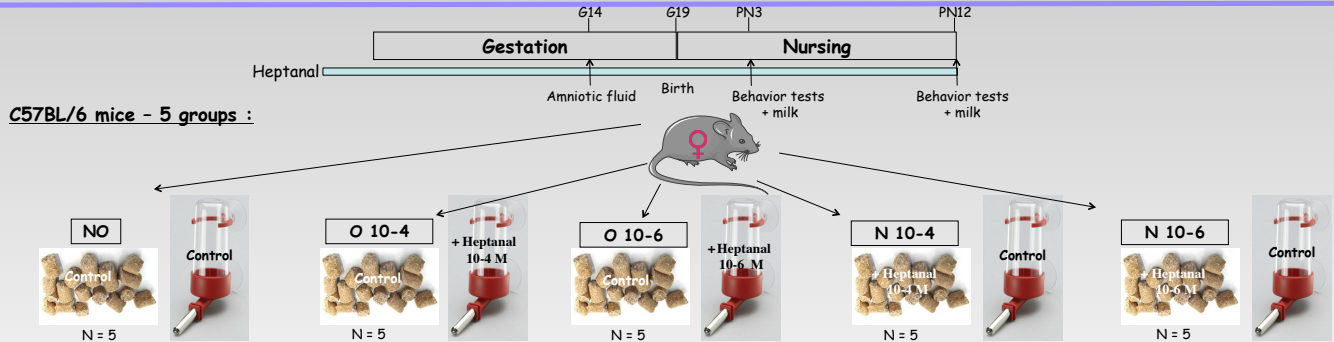 G14 G19 PN3 PN12
Gestation Nursing
Heptanal
Amniotic fluid
Birth
Behavior tests
+ milk
Behavior tests
+ milk
C57BL/6 mice – 5 groups :
NO
Control
Control
N = 5
O 10-4
Control
+ Heptanal
10-4 M
N = 5
O 10-6
Control
+Heptanal
10-6 M
N = 5
N 10-4
+ Heptanal
10-4 M
Control
N = 5
N 10-6
+ Heptanal
10-6 M
Control
N = 5